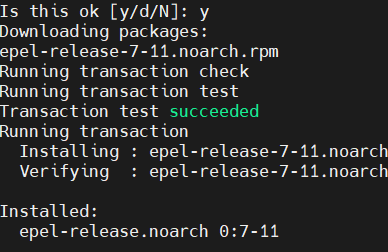 Is this ok [y/d/N]: y
Downloading packages:
epel-release-7-11.noarch.rpm
Running transaction check
Running transaction test
Transaction test succeeded
Running transaction
  Installing : epel-release-7-11.noarch
  Verifying  : epel-release-7-11.noarch

Installed:
  epel-release.noarch 0:7-11